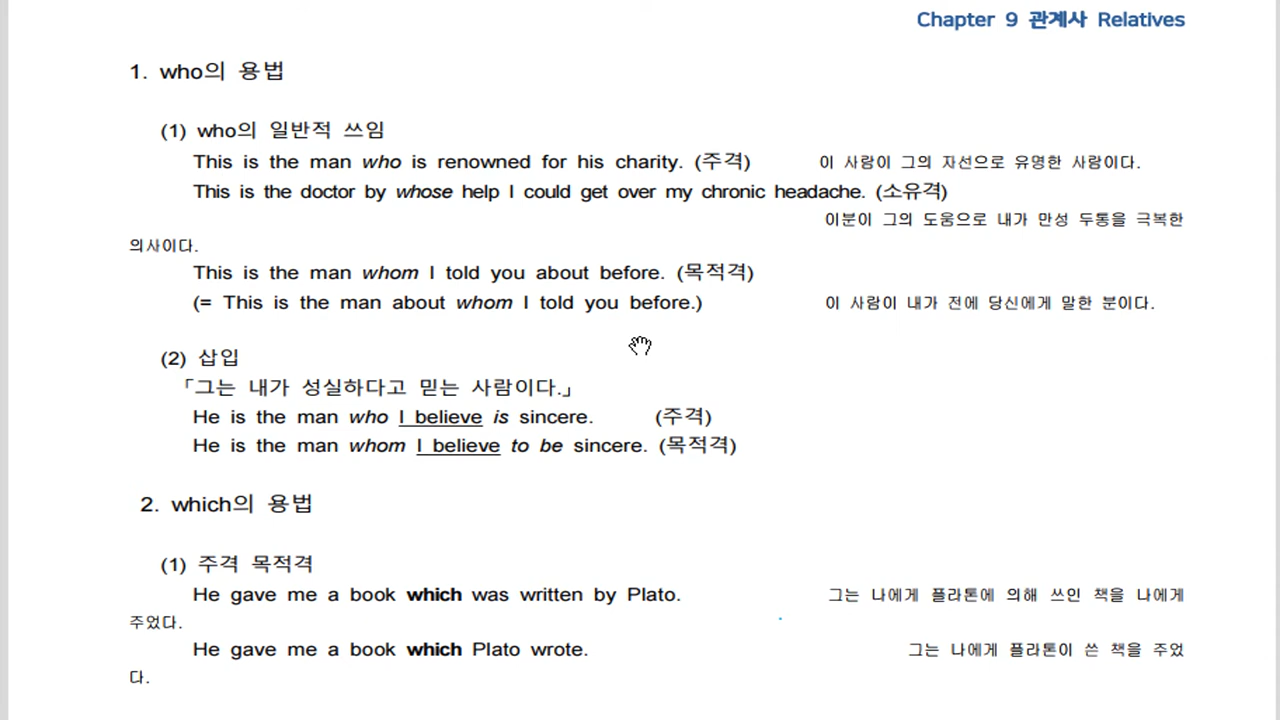 Chapter 9 관계사 Relatives
1. who의 용법
(1) who의 일반적 쓰임
This is the man who is renowned for his charity. (주격) 이 사람이 그의 자선으로 유명한 사람이다.
This is the doctor by whose help I could get over my chronic headache. (소유격)
이분이 그의 도움으로 내가 만성 두통을 극복한
의사이다.
This is the man whom I told you about before. (목적격)
(= This is the man about whom I told you before.) 이 사람이 내가 전에 당신에게 말한 분이다.
(2) 삽입
「그는 내가 성실하다고 믿는 사람이다.」
He is the man who I believe is sincere. (주격)
He is the man whom I believe to be sincere. (목적격)
2. which의 용법
(1) 주격 목적격
He gave me a book which was written by Plato. 그는 나에게 플라톤에 의해 쓰인 책을 나에게
주었다.
He gave me a book which Plato wrote. 그는 나에게 플라톤이 쓴 책을 주었
다.